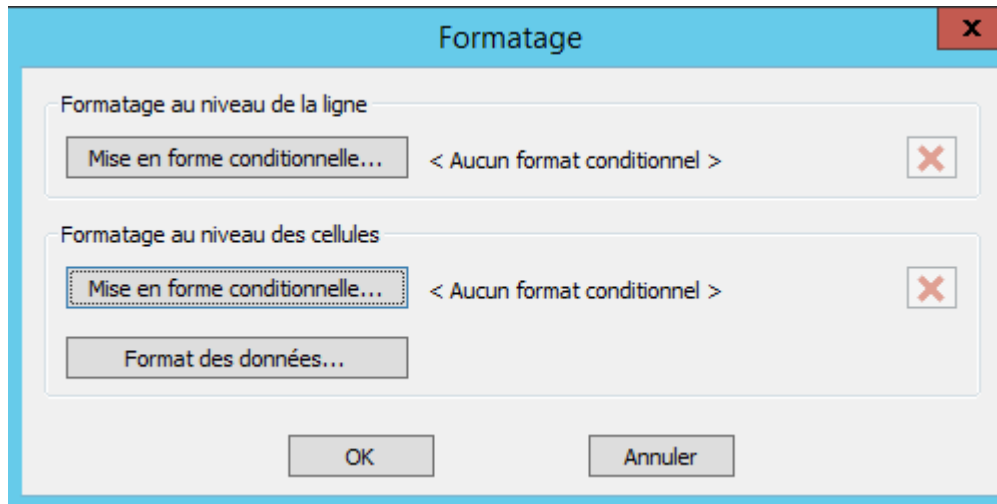 Formatage
x
Formatage au niveau de la ligne
Mise en forme conditionnelle... < Aucun format conditionnel >
Formatage au niveau des cellules
Mise en forme conditionnelle... < Aucun format conditionnel >
Format des données...
OK Annuler